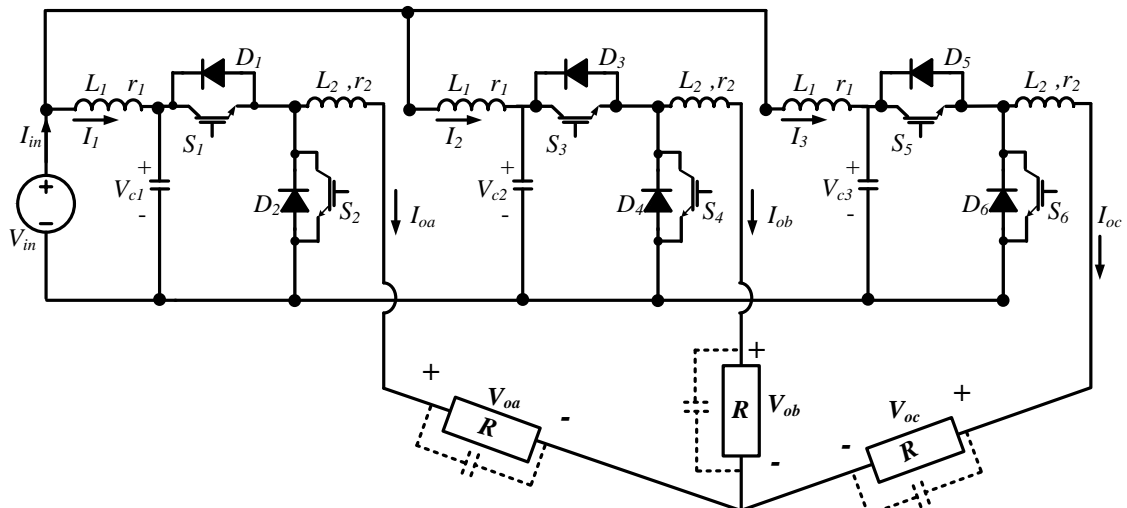 D1 D3 D5
L1 r1 L2 ,r2 L1 r1 L2 ,r2 L1 r1 L2 ,r2
Iin I1 S1 I2 S3 I3 S5
+ Vc1 - D2 S2 Ioa
+ Vc2 - D4 S4 Iob
+ Vc3 - D6 S6 Ioc
+ - Vin
+ Voa - R
+ Vob - R
- Voc + R